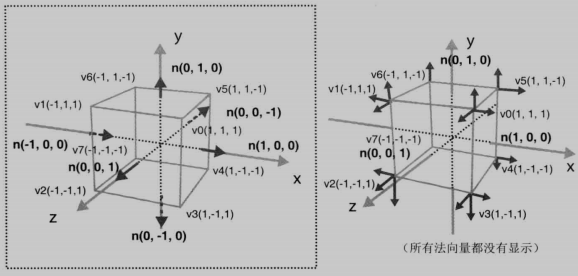 y
n(0, 1, 0)
v6(-1, 1,-1)
v5(1, 1,-1)
v1(-1,1,1)
n(0, 0, -1)
v0(1, 1, 1)
n(-1, 0, 0)
n(1, 0, 0)
v7(-1,-1,-1)
n(0, 0, 1)
v4(1,-1,-1)
x
v2(-1,-1,1)
z
v3(1,-1,1)
n(0, -1, 0)
y
n(0, 1, 0)
v6(-1, 1,-1)
v5(1, 1,-1)
v1(-1,1,1)
v0(1, 1, 1)
v7(-1,-1,-1)
n(1, 0, 0)
n(0, 0, 1)
v4(1,-1,-1)
x
v2(-1,-1,1)
z
v3(1,-1,1)
(所有法向量都没有显示)